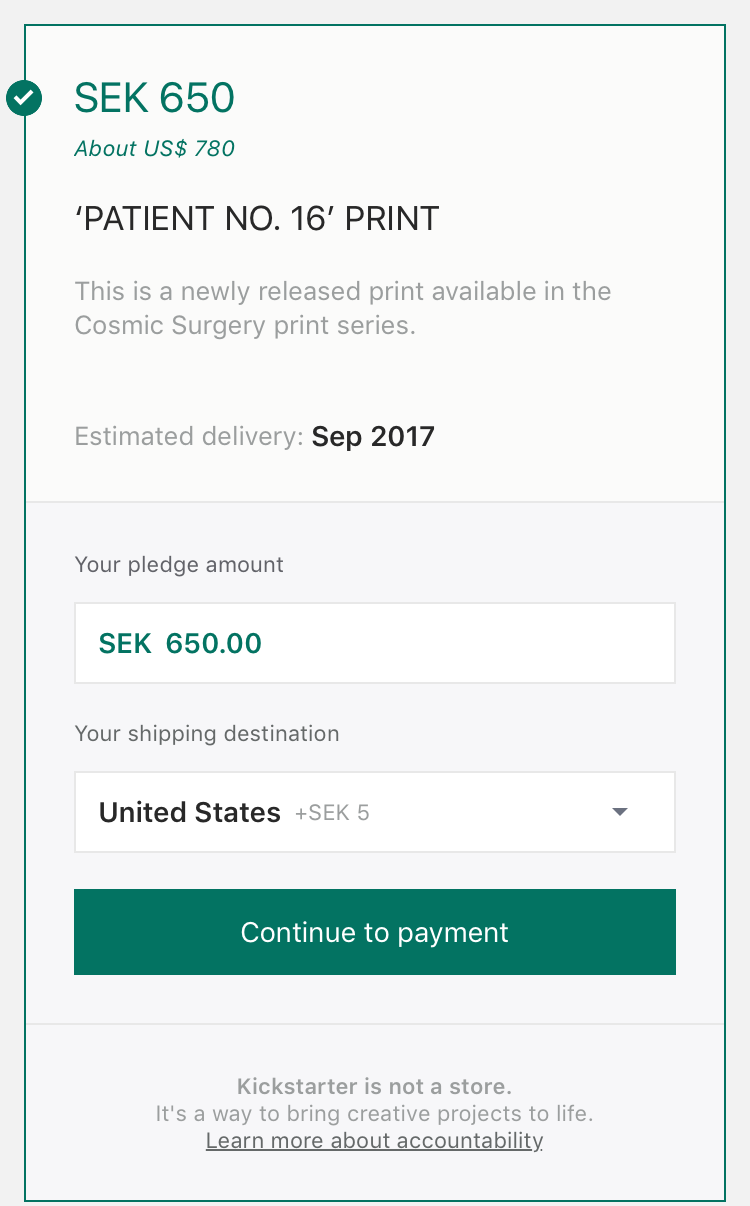 SEK 650
About US$ 780
‘PATIENT NO. 16’ PRINT
This is a newly released print available in the
Cosmic Surgery print series.
Estimated delivery: Sep 2017
Your pledge amount
SEK 650.00
Your shipping destination
United States +SEK 5
Continue to payment
Kickstarter is not a store.
It's a way to bring creative projects to life.
Learn more about accountability